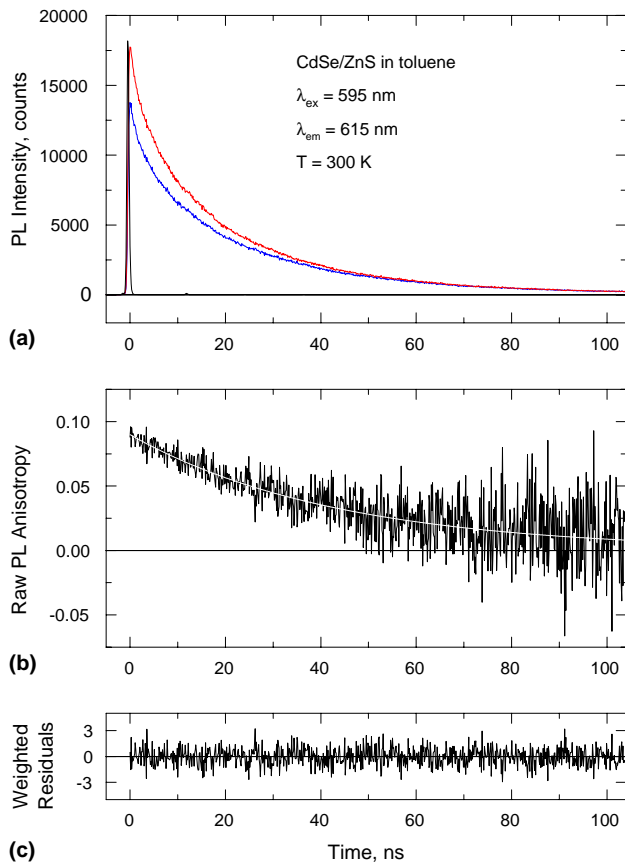 20000
15000
10000
5000
0
PL Intensity, counts
CdSe/ZnS in toluene
λex = 595 nm
λem = 615 nm
T = 300 K
(a)
0 20 40 60 80 100
0.10
0.05
0.00
-0.05
Raw PL Anisotropy
(b)
0 20 40 60 80 100
3
0
-3
Weighted
Residuals
0 20 40 60 80 100
(c)
Time, ns